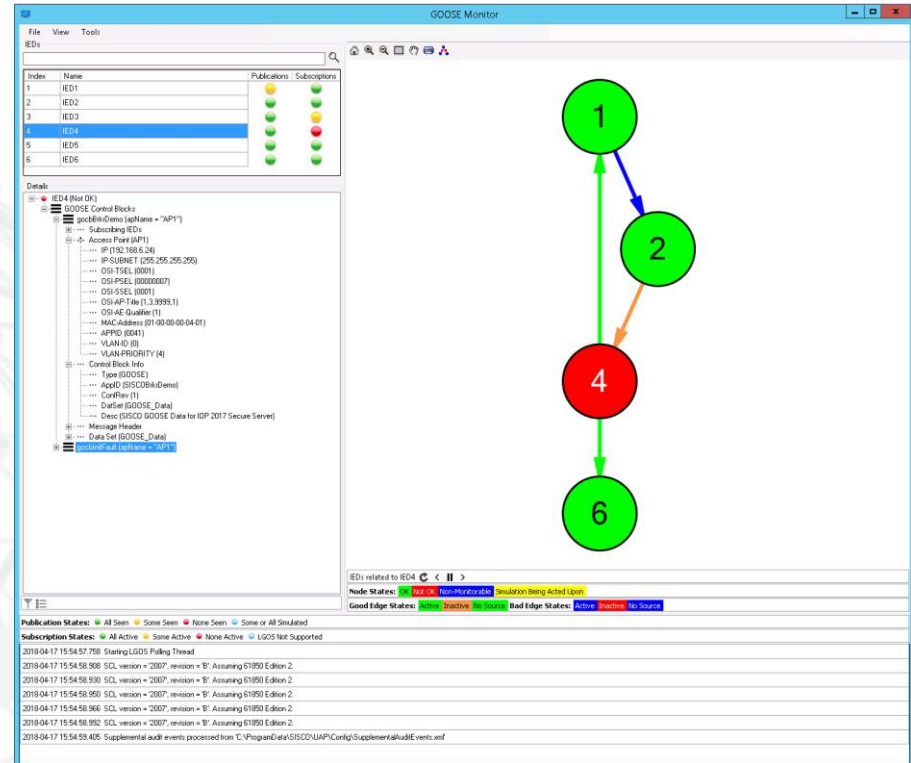 GOOSE Monitor
File View Tools
IEDs
Index Name Publications Subscriptions
1 IED1
2 IED2
3 IED3
4 IED4
5 IED5
6 IED6
Details
IED4 (Not OK)
GOOSE Control Blocks
gocbBrksDemo (apName = "AP1")
Subscribing IEDs
Access Point (AP1)
IP (192.168.6.24)
IP-SUBNET (255.255.255.255)
OSI-TSEL (0001)
OSI-PSEL (00000007)
OSI-SSEL (0001)
OSI-AP-Title (1,3,9999,1)
OSI-AE-Qualifier (1)
MAC-Address (01-00-00-00-04-01)
APPID (0041)
VLAN-ID (0)
VLAN-PRIORITY (4)
Control Block Info
Type (GOOSE)
AppID (SISCOBrksDemo)
ConfRev (1)
DatSet (GOOSE_Data)
Desc (SISCO GOOSE Data for IOP 2017 Secure Server)
Message Header
Data Set (GOOSE_Data)
gocbInitFault (apName = "AP1")
1
2
4
6
IEDs related to IED4
Node States: OK Not OK Non-Monitorable Simulation Being Acted Upon
Good Edge States: Active Inactive No Source Bad Edge States: Active Inactive No Source
Publication States: All Seen Some Seen None Seen Some or All Simulated
Subscription States: All Active Some Active None Active LGOS Not Supported
2018-04-17 15:54:57.758 Starting LGOS Polling Thread
2018-04-17 15:54:58.908 SCL version = '2007', revision = 'B'. Assuming 61850 Edition 2.
2018-04-17 15:54:58.930 SCL version = '2007', revision = 'B'. Assuming 61850 Edition 2.
2018-04-17 15:54:58.950 SCL version = '2007', revision = 'B'. Assuming 61850 Edition 2.
2018-04-17 15:54:58.966 SCL version = '2007', revision = 'B'. Assuming 61850 Edition 2.
2018-04-17 15:54:58.992 SCL version = '2007', revision = 'B'. Assuming 61850 Edition 2.
2018-04-17 15:54:59.405 Supplemental audit events processed from 'C:\ProgramData\SISCO\UAP\Config\SupplementalAuditEvents.xml'